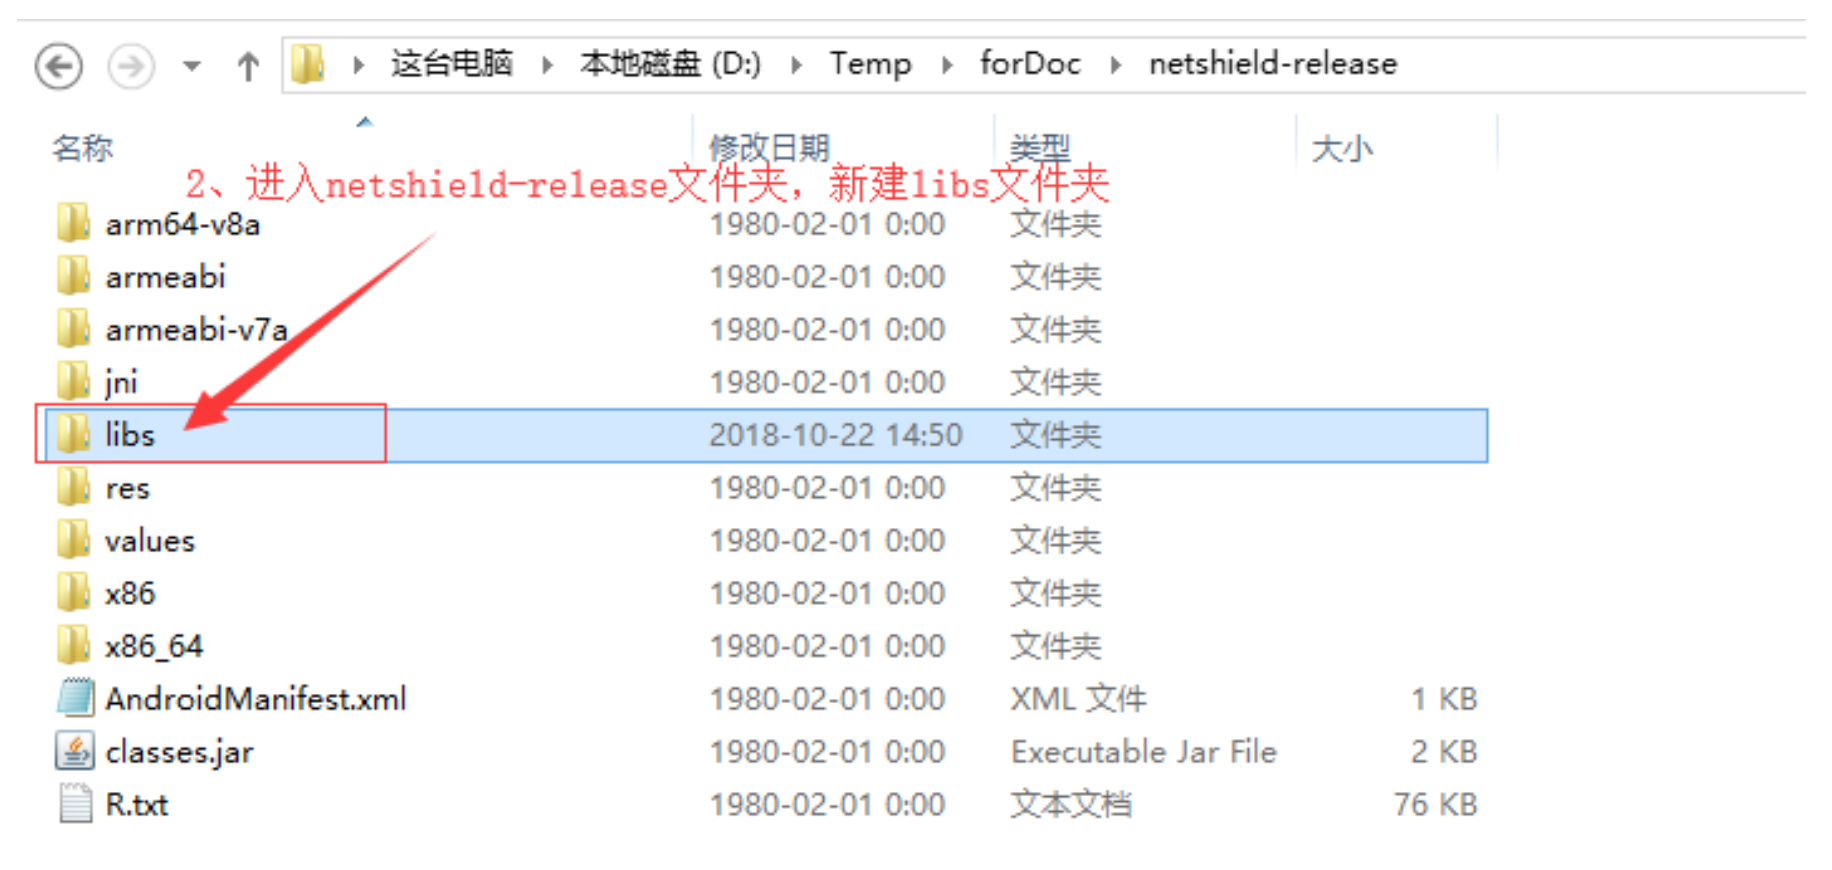 这台电脑 本地磁盘 (D:) Temp forDoc netshield-release
名称 修改日期 类型 大小
2、进入netshield-release文件夹，新建libs文件夹
arm64-v8a 1980-02-01 0:00 文件夹
armeabi 1980-02-01 0:00 文件夹
armeabi-v7a 1980-02-01 0:00 文件夹
jni 1980-02-01 0:00 文件夹
libs 2018-10-22 14:50 文件夹
res 1980-02-01 0:00 文件夹
values 1980-02-01 0:00 文件夹
x86 1980-02-01 0:00 文件夹
x86_64 1980-02-01 0:00 文件夹
AndroidManifest.xml 1980-02-01 0:00 XML 文件 1 KB
classes.jar 1980-02-01 0:00 Executable Jar File 2 KB
R.txt 1980-02-01 0:00 文本文档 76 KB